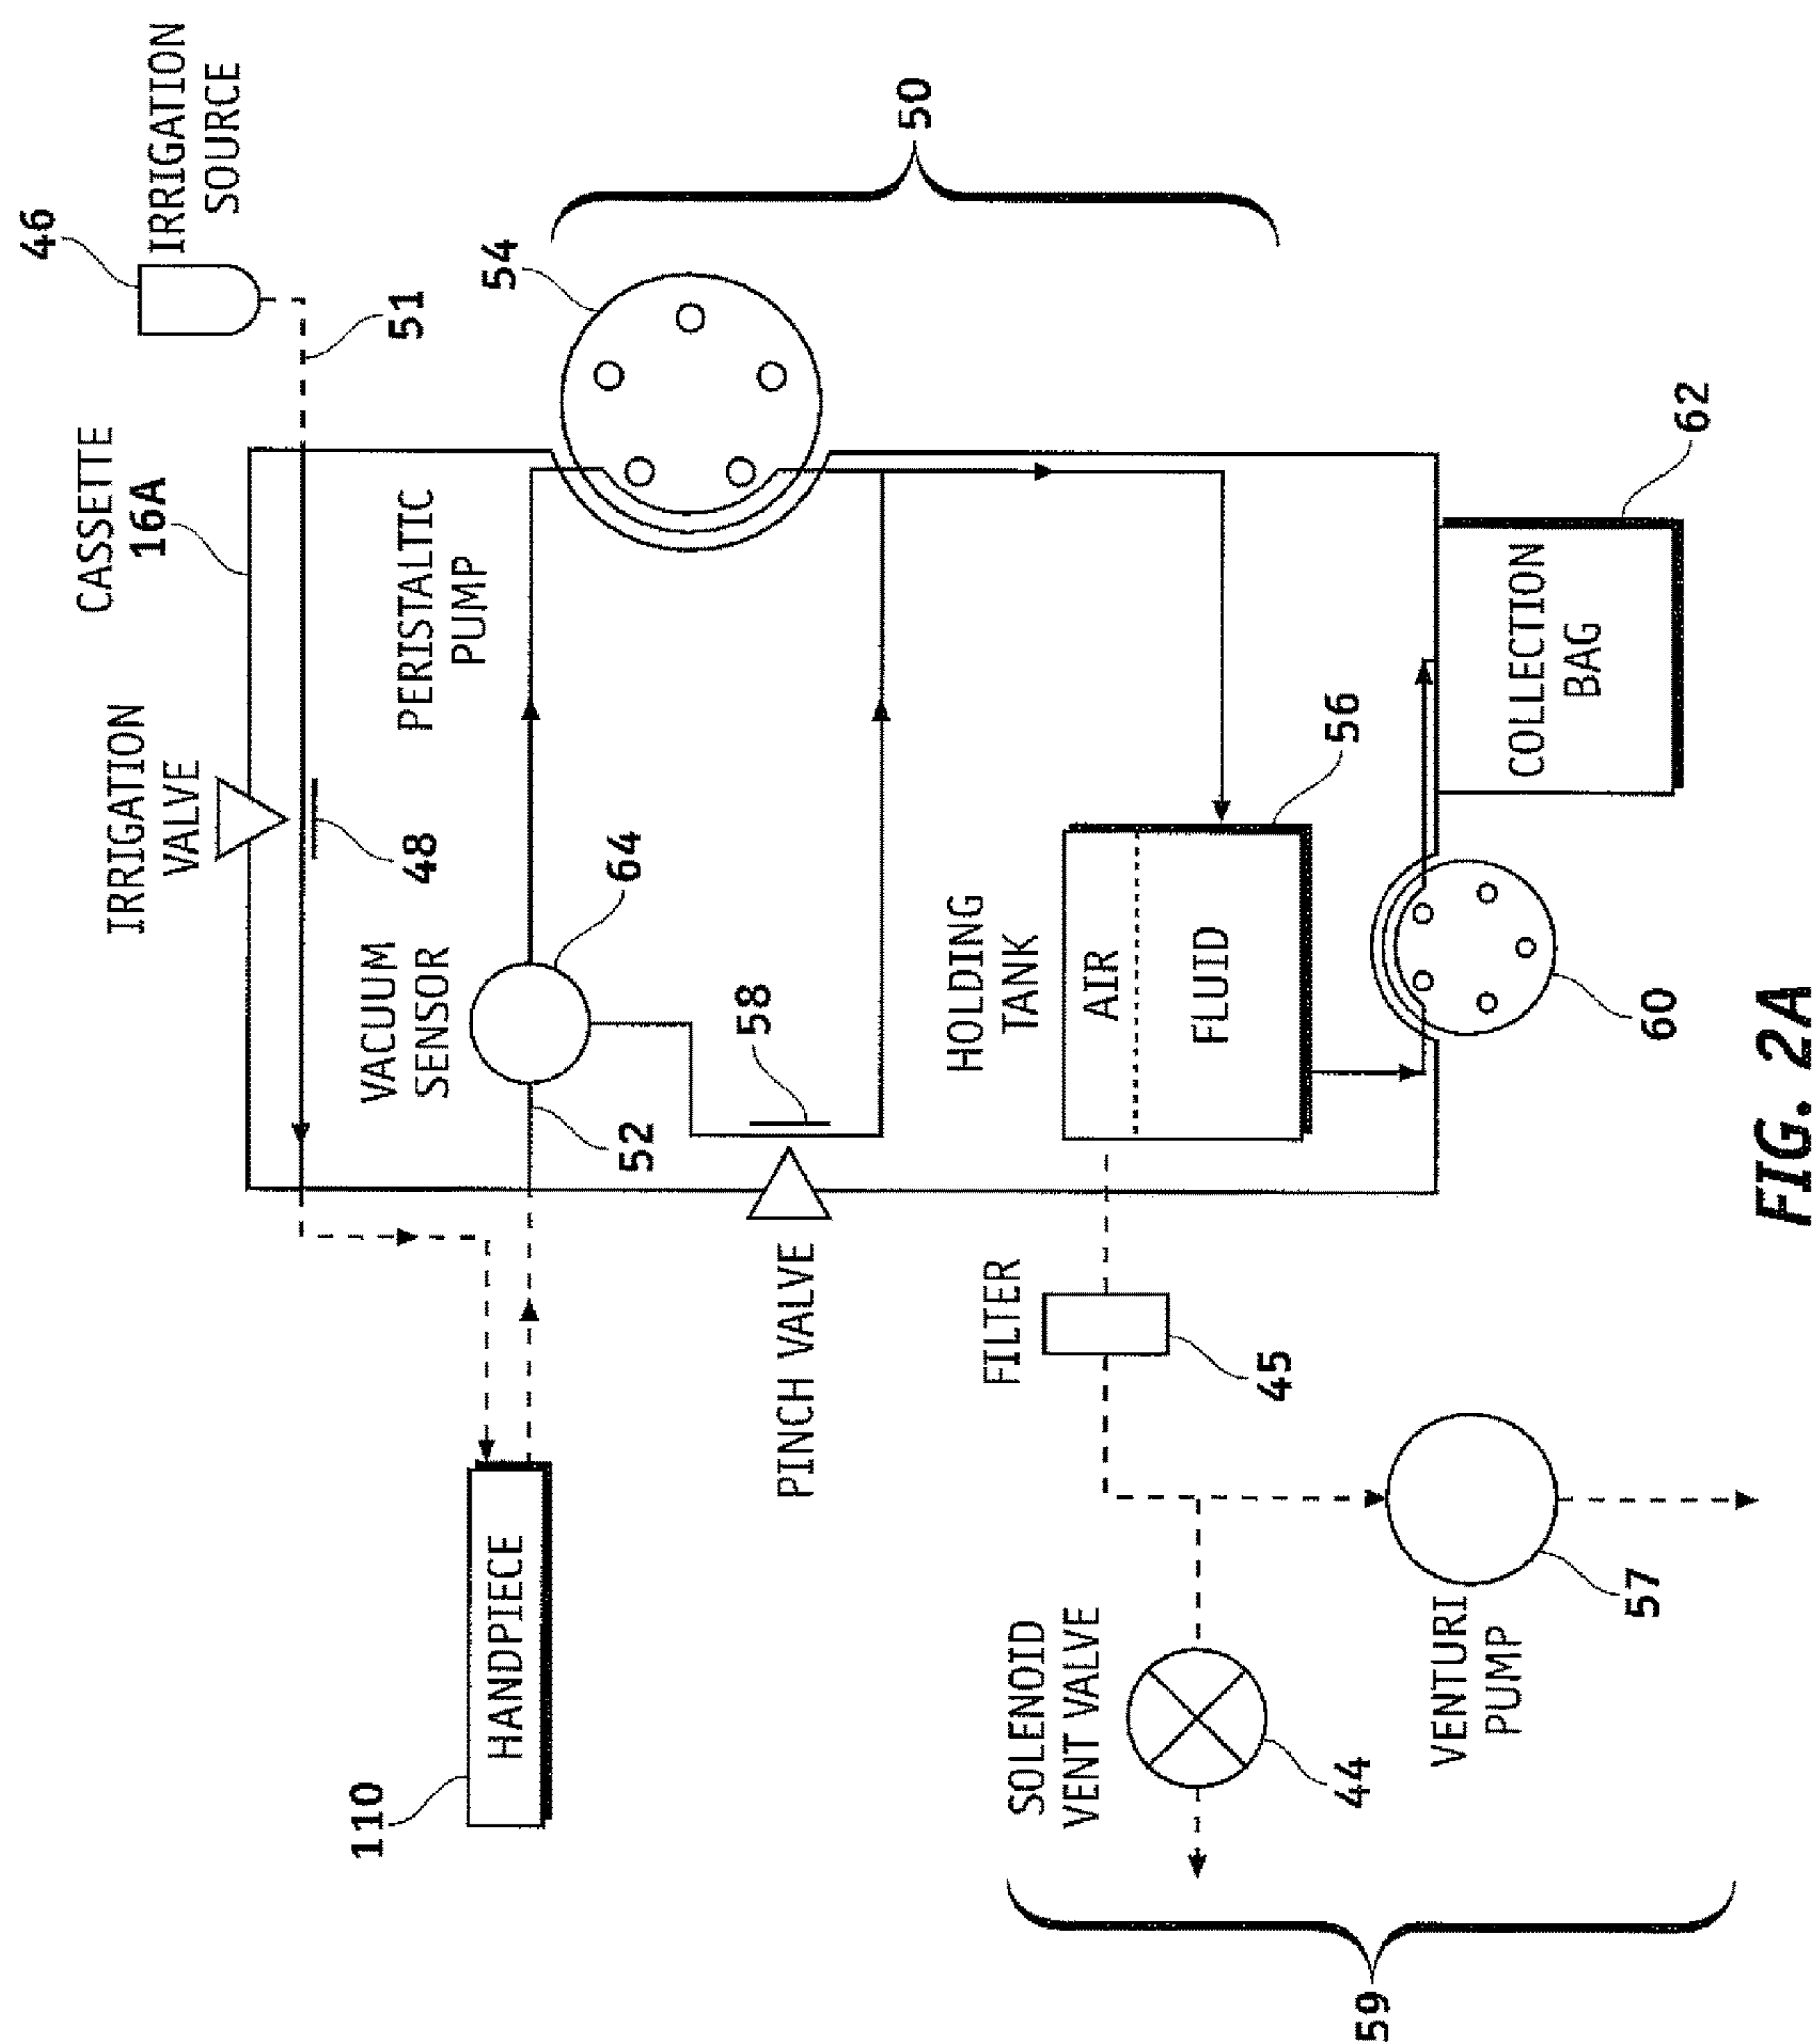 46
IRRIGATION
SOURCE
51
CASSETTE
16A
IRRIGATION
VALVE
48
PERISTALTIC
PUMP
54
50
VACUUM
SENSOR
64
52
58
PINCH VALVE
110
HANDPIECE
HOLDING
TANK
AIR
FLUID
56
60
COLLECTION
BAG
62
FILTER
45
SOLENOID
VENT VALVE
44
VENTURI
PUMP
57
59
FIG. 2A